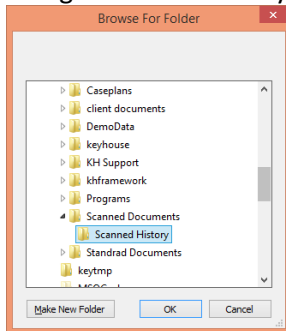 Browse For Folder
Caseplans
client documents
DemoData
keyhouse
KH Support
khframework
Programs
Scanned Documents
Scanned History
Standrad Documents
keytmp
Make New Folder
OK
Cancel